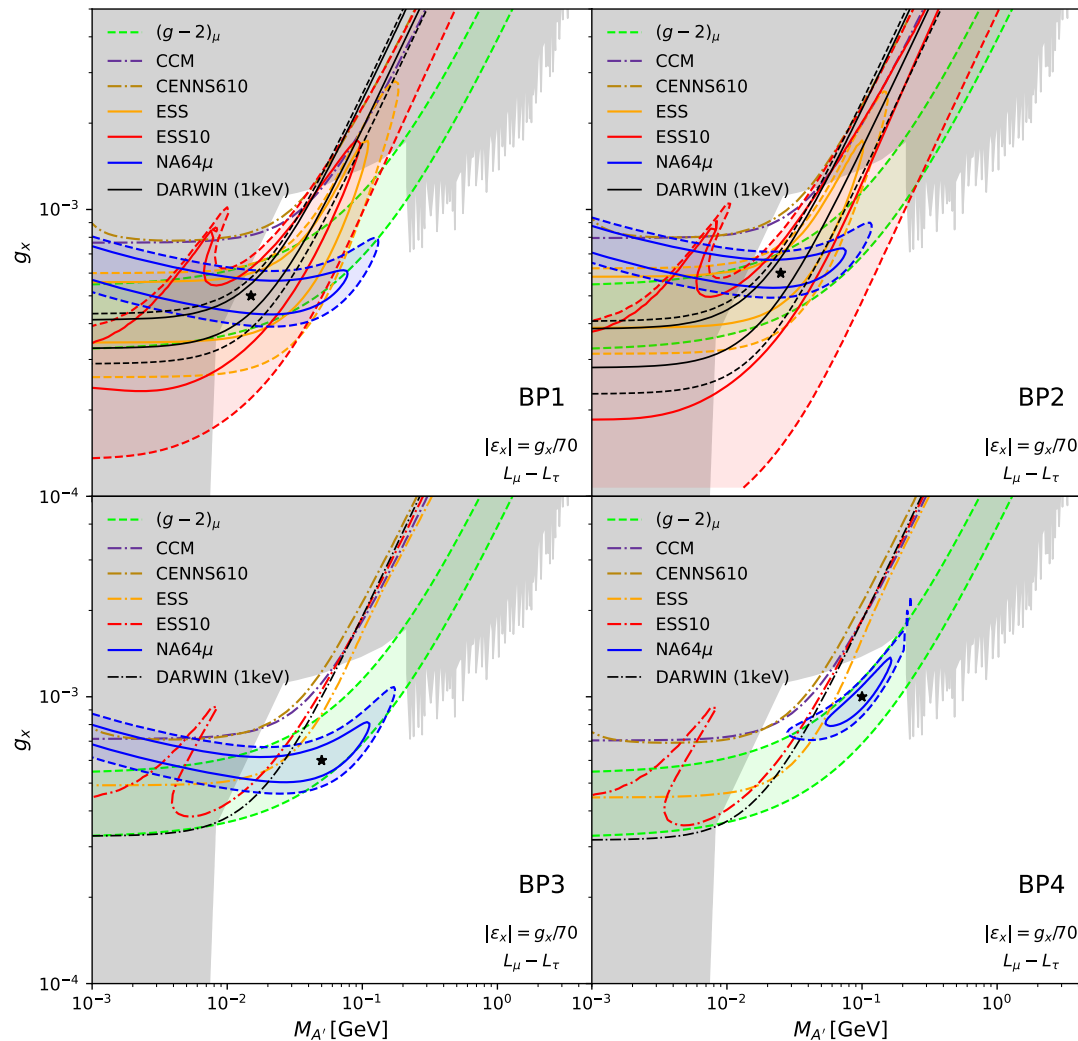 (g − 2)μ
CCM
CENNS610
ESS
ESS10
NA64μ
DARWIN (1keV)
BP1
|εx| = gx/70
Lμ − Lτ
10⁻³
gx
10⁻⁴
(g − 2)μ
CCM
CENNS610
ESS
ESS10
NA64μ
DARWIN (1keV)
BP2
|εx| = gx/70
Lμ − Lτ
(g − 2)μ
CCM
CENNS610
ESS
ESS10
NA64μ
DARWIN (1keV)
BP3
|εx| = gx/70
Lμ − Lτ
10⁻³
gx
10⁻⁴
10⁻³ 10⁻² 10⁻¹ 10⁰
MA′ [GeV]
(g − 2)μ
CCM
CENNS610
ESS
ESS10
NA64μ
DARWIN (1keV)
BP4
|εx| = gx/70
Lμ − Lτ
10⁻³ 10⁻² 10⁻¹ 10⁰
MA′ [GeV]